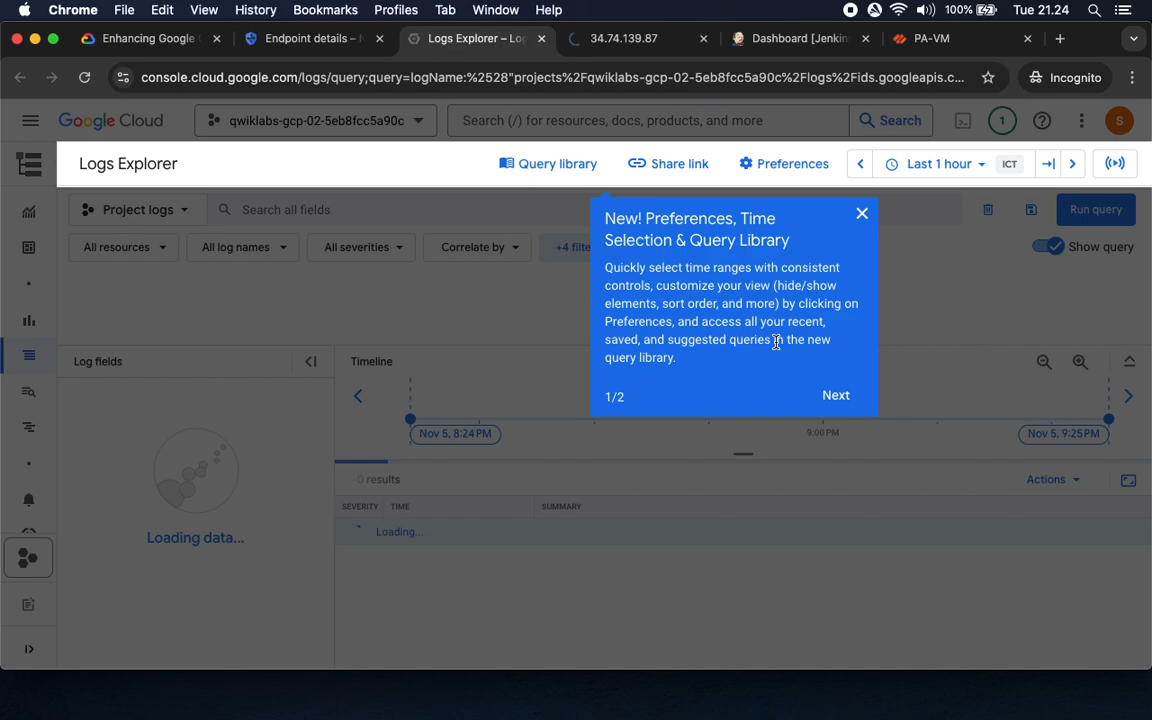 Chrome File Edit View History Bookmarks Profiles Tab Window Help 100% Tue 21.24
Enhancing Google Endpoint details – Logs Explorer – Log 34.74.139.87 Dashboard [Jenkin PA-VM
console.cloud.google.com/logs/query;query=logName:%2528"projects%2Fqwiklabs-gcp-02-5eb8fcc5a90c%2Flogs%2Fids.googleapis.c... Incognito
Google Cloud qwiklabs-gcp-02-5eb8fcc5a90c Search (/) for resources, docs, products, and more Search 1 S
Logs Explorer Query library Share link Preferences Last 1 hour ICT
Project logs Search all fields Run query
All resources All log names All severities Correlate by +4 filte Show query
New! Preferences, Time
Selection & Query Library
Quickly select time ranges with consistent
controls, customize your view (hide/show
elements, sort order, and more) by clicking on
Preferences, and access all your recent,
saved, and suggested queries in the new
query library.
1/2 Next
Log fields Timeline
Nov 5, 8:24 PM 9:00 PM Nov 5, 9:25 PM
0 results Actions
SEVERITY TIME SUMMARY
Loading...
Loading data...